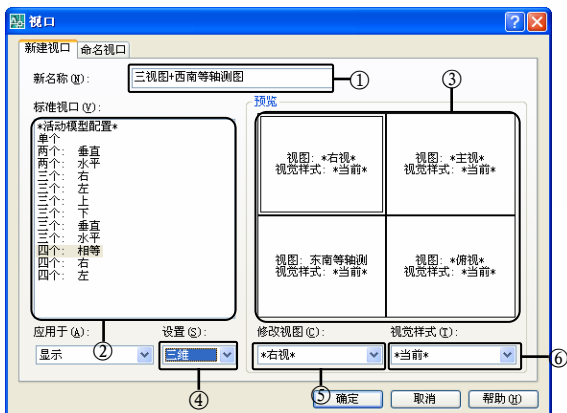 视口
新建视口 命名视口
新名称(N): 三视图+西南等轴测图 ①
标准视口(V):
*活动模型配置*
单个
两个: 垂直
两个: 水平
三个: 右
三个: 左
三个: 上
三个: 下
三个: 垂直
三个: 水平
四个: 相等
四个: 右
四个: 左
预览 ③
视图: *右视*
视觉样式: *当前*
视图: *主视*
视觉样式: *当前*
视图: 东南等轴测
视觉样式: *当前*
视图: *俯视*
视觉样式: *当前*
应用于(A): ② 设置(S): 修改视图(C): 视觉样式(T):
显示 三维 *右视* *当前* ⑥
④ ⑤ 确定 取消 帮助(H)